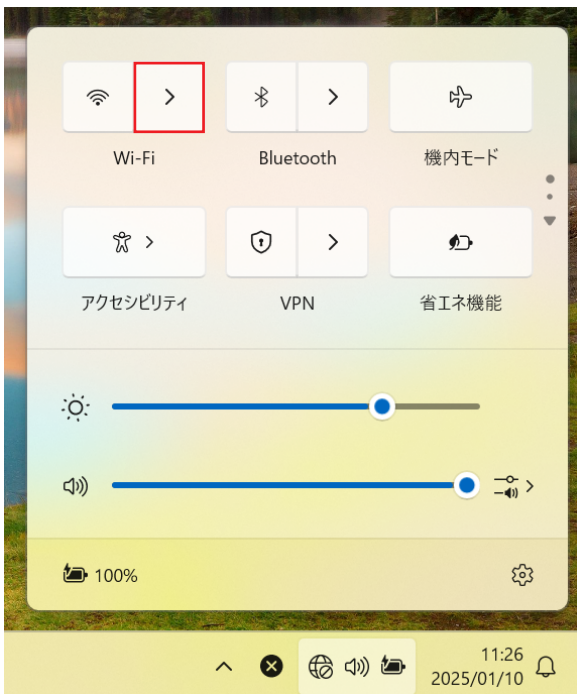 Wi-Fi
Bluetooth
機内モード
アクセシビリティ
VPN
省エネ機能
100%
11:26
2025/01/10